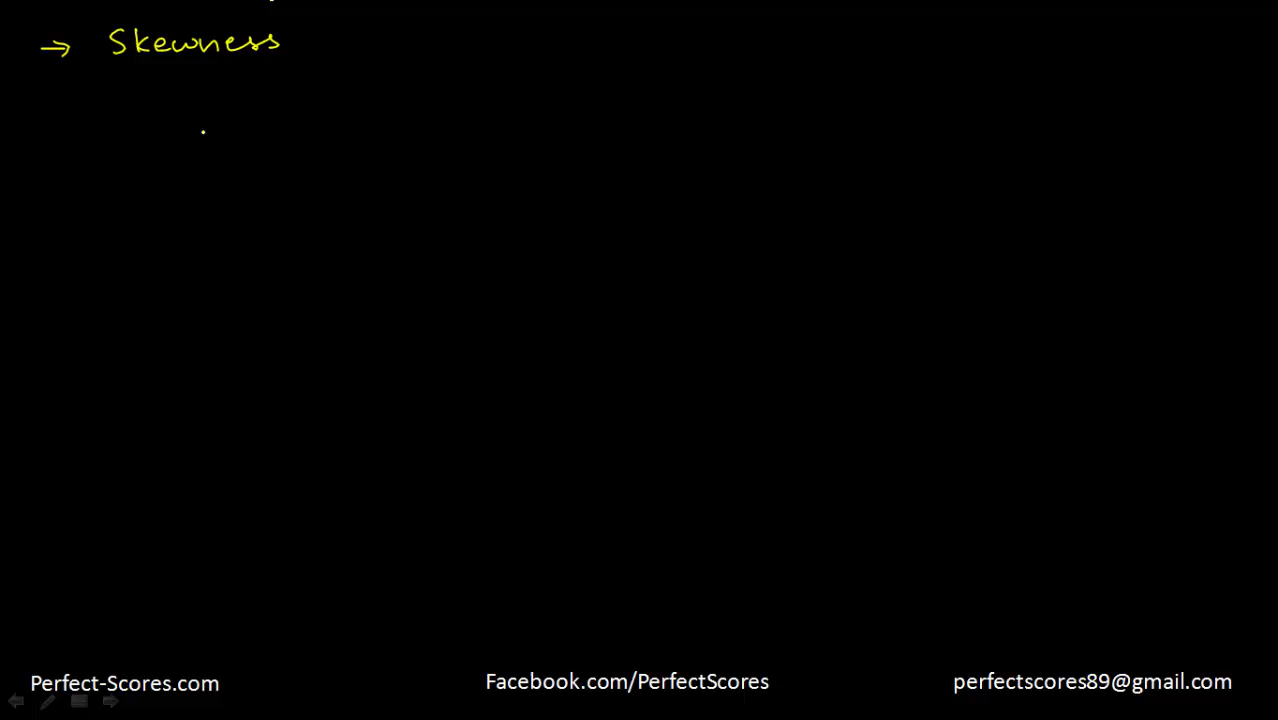 → Skewness
Perfect-Scores.com
Facebook.com/PerfectScores
perfectscores89@gmail.com